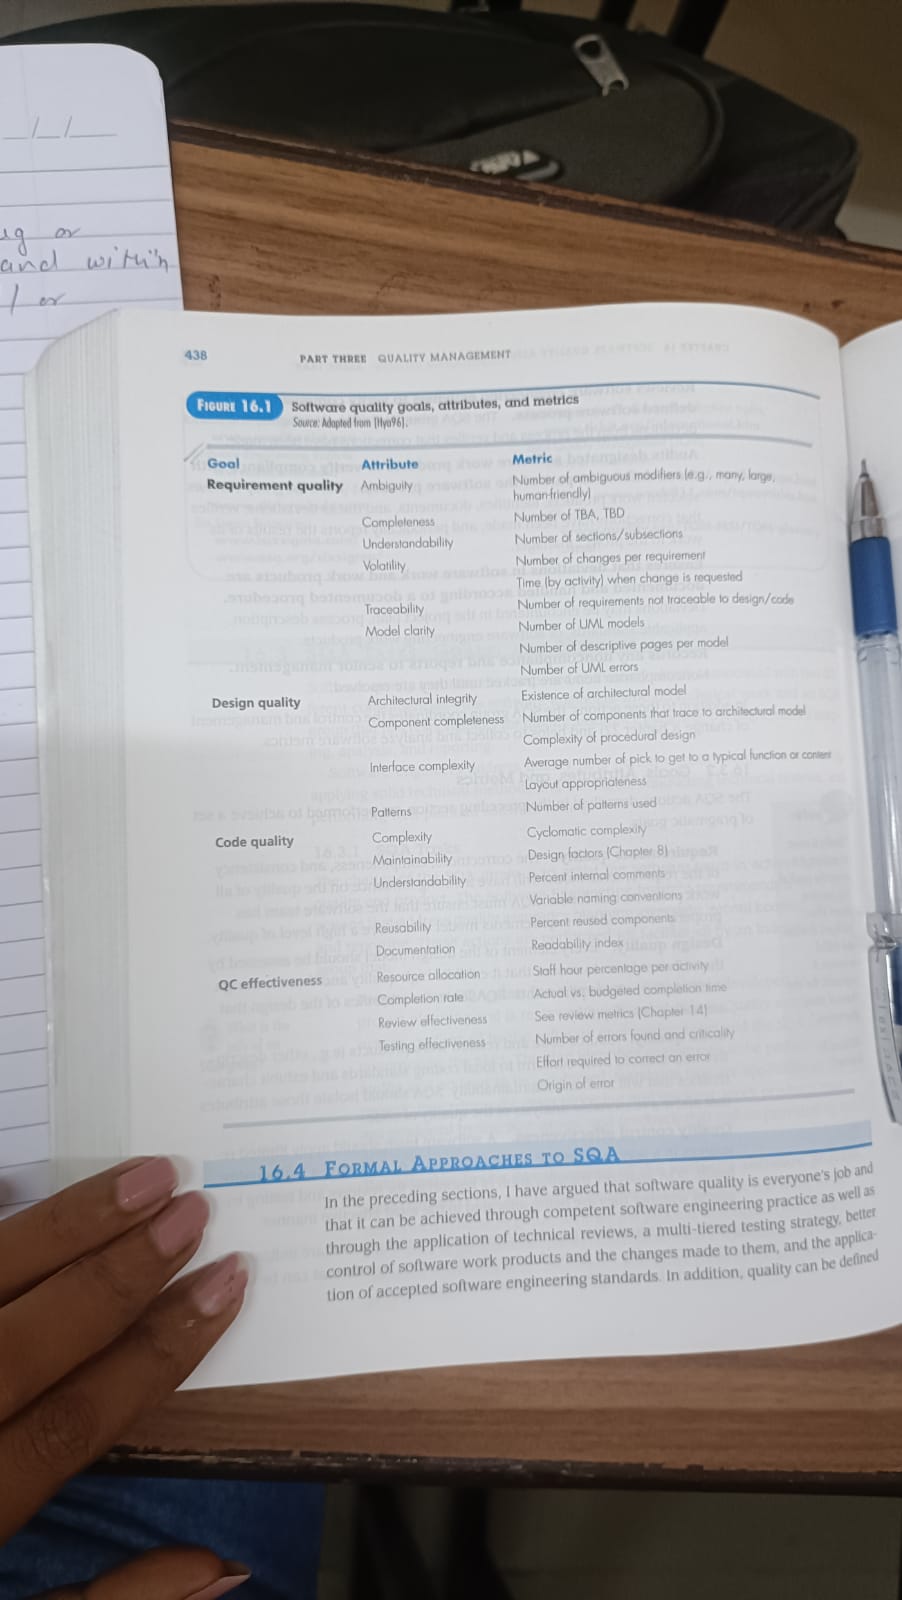 __/__/____
or
and within
/ or
438
PART THREE QUALITY MANAGEMENT
FIGURE 16.1 Software quality goals, attributes, and metrics
Source: Adapted from [Hya96].
Goal Attribute Metric
Requirement quality Ambiguity Number of ambiguous modifiers (e.g., many, large,
human-friendly)
Completeness Number of TBA, TBD
Understandability Number of sections/subsections
Volatility Number of changes per requirement
Time (by activity) when change is requested
Traceability Number of requirements not traceable to design/code
Model clarity Number of UML models
Number of descriptive pages per model
Number of UML errors
Design quality Architectural integrity Existence of architectural model
Component completeness Number of components that trace to architectural model
Complexity of procedural design
Interface complexity Average number of pick to get to a typical function or content
Layout appropriateness
Patterns Number of patterns used
Code quality Complexity Cyclomatic complexity
Maintainability Design factors (Chapter 8)
Understandability Percent internal comments
Variable naming conventions
Reusability Percent reused components
Documentation Readability index
QC effectiveness Resource allocation Staff hour percentage per activity
Completion rate Actual vs. budgeted completion time
Review effectiveness See review metrics (Chapter 14)
Testing effectiveness Number of errors found and criticality
Effort required to correct an error
Origin of error
16.4 FORMAL APPROACHES TO SQA
In the preceding sections, I have argued that software quality is everyone's job and
that it can be achieved through competent software engineering practice as well as
through the application of technical reviews, a multi-tiered testing strategy, better
control of software work products and the changes made to them, and the applica-
tion of accepted software engineering standards. In addition, quality can be defined